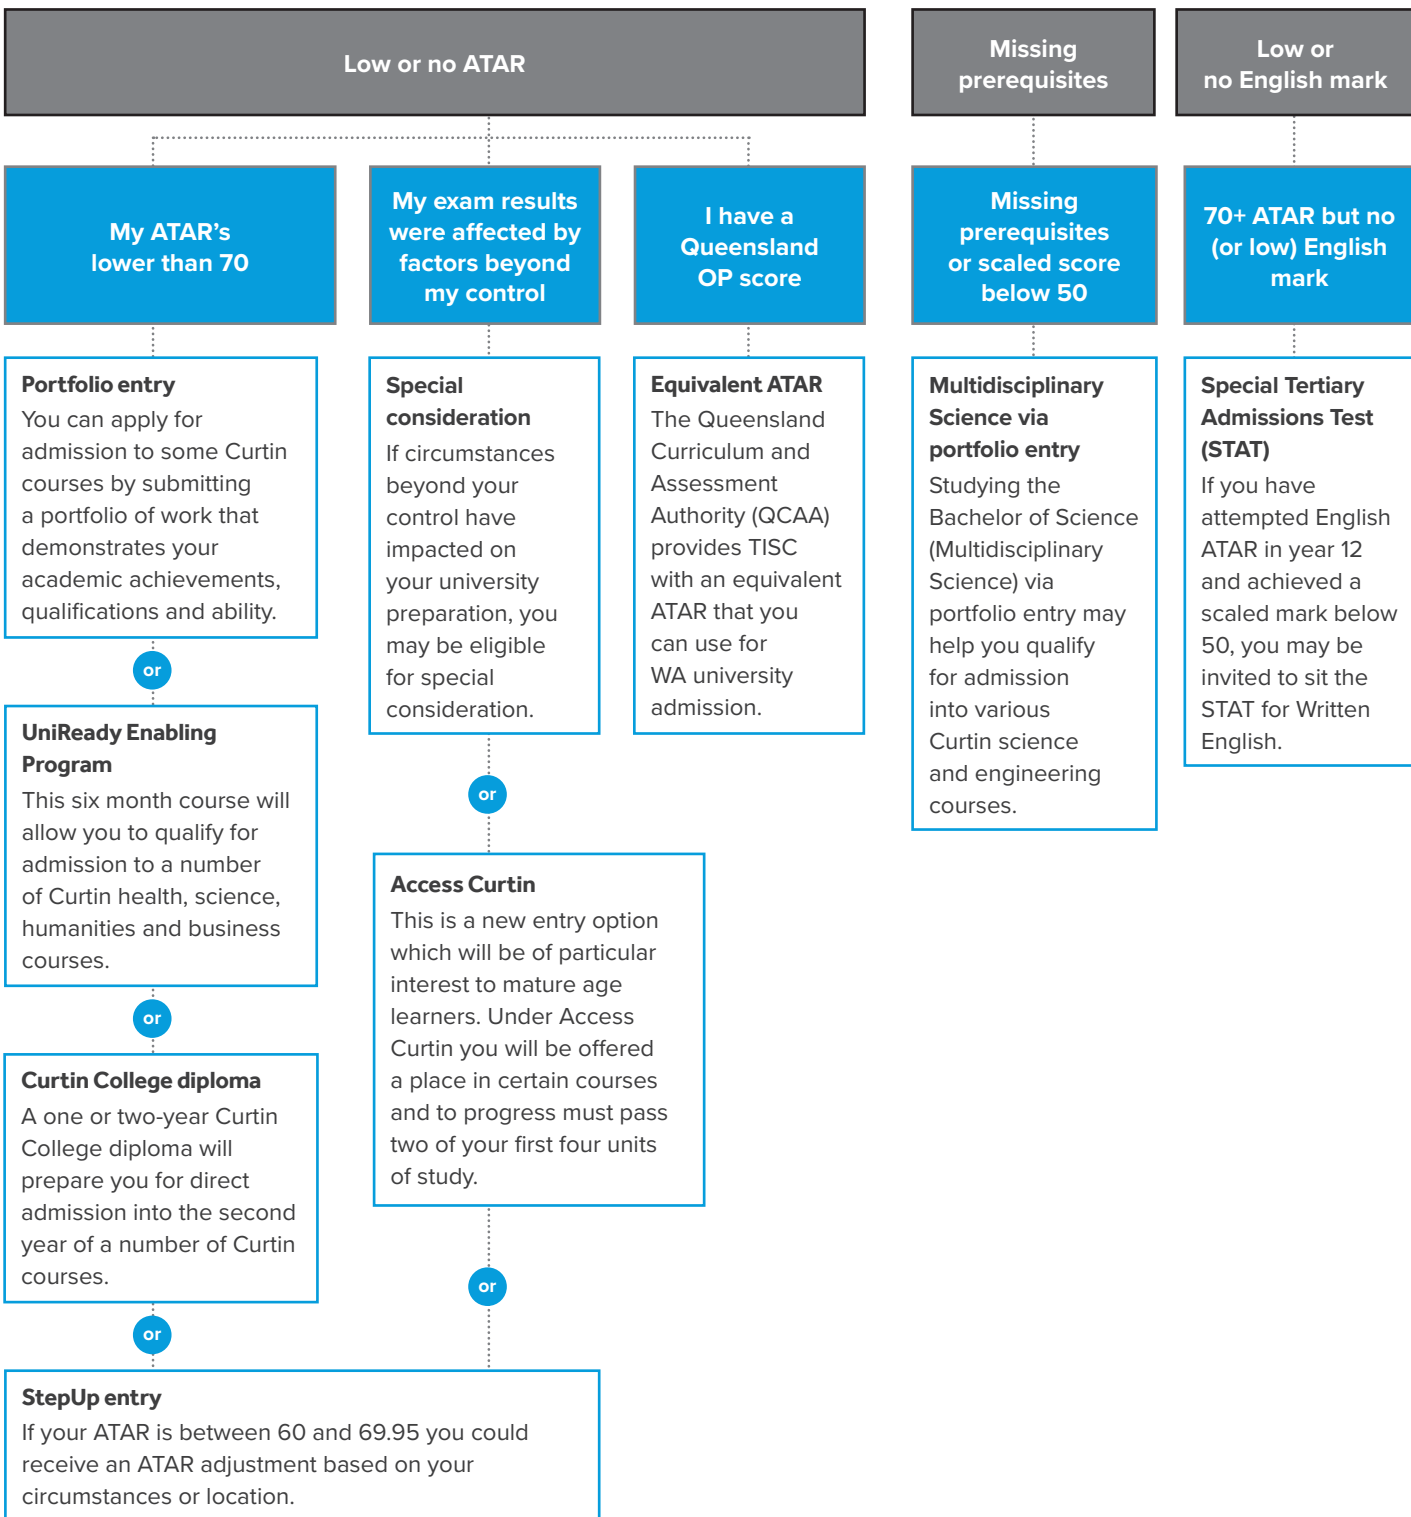 Low or no ATAR
Missing
prerequisites
Low or
no English mark
My ATAR's
lower than 70
My exam results
were affected by
factors beyond
my control
I have a
Queensland
OP score
Missing
prerequisites
or scaled score
below 50
70+ ATAR but no
(or low) English
mark
Portfolio entry
You can apply for
admission to some Curtin
courses by submitting
a portfolio of work that
demonstrates your
academic achievements,
qualifications and ability.
or
UniReady Enabling
Program
This six month course will
allow you to qualify for
admission to a number
of Curtin health, science,
humanities and business
courses.
or
Curtin College diploma
A one or two-year Curtin
College diploma will
prepare you for direct
admission into the second
year of a number of Curtin
courses.
or
Special
consideration
If circumstances
beyond your
control have
impacted on
your university
preparation, you
may be eligible
for special
consideration.
or
Access Curtin
This is a new entry option
which will be of particular
interest to mature age
learners. Under Access
Curtin you will be offered
a place in certain courses
and to progress must pass
two of your first four units
of study.
or
StepUp entry
If your ATAR is between 60 and 69.95 you could
receive an ATAR adjustment based on your
circumstances or location.
Equivalent ATAR
The Queensland
Curriculum and
Assessment
Authority (QCAA)
provides TISC
with an equivalent
ATAR that you
can use for
WA university
admission.
Multidisciplinary
Science via
portfolio entry
Studying the
Bachelor of Science
(Multidisciplinary
Science) via
portfolio entry may
help you qualify
for admission
into various
Curtin science
and engineering
courses.
Special Tertiary
Admissions Test
(STAT)
If you have
attempted English
ATAR in year 12
and achieved a
scaled mark below
50, you may be
invited to sit the
STAT for Written
English.